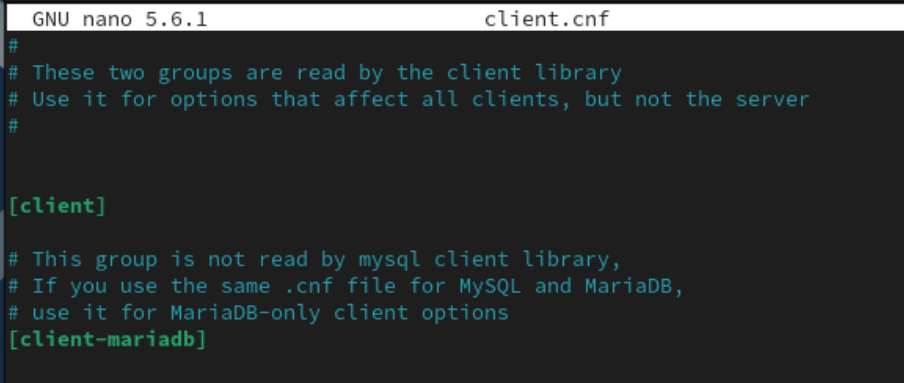 GNU nano 5.6.1 client.cnf
#
# These two groups are read by the client library
# Use it for options that affect all clients, but not the server
#
[client]
# This group is not read by mysql client library,
# If you use the same .cnf file for MySQL and MariaDB,
# use it for MariaDB-only client options
[client-mariadb]